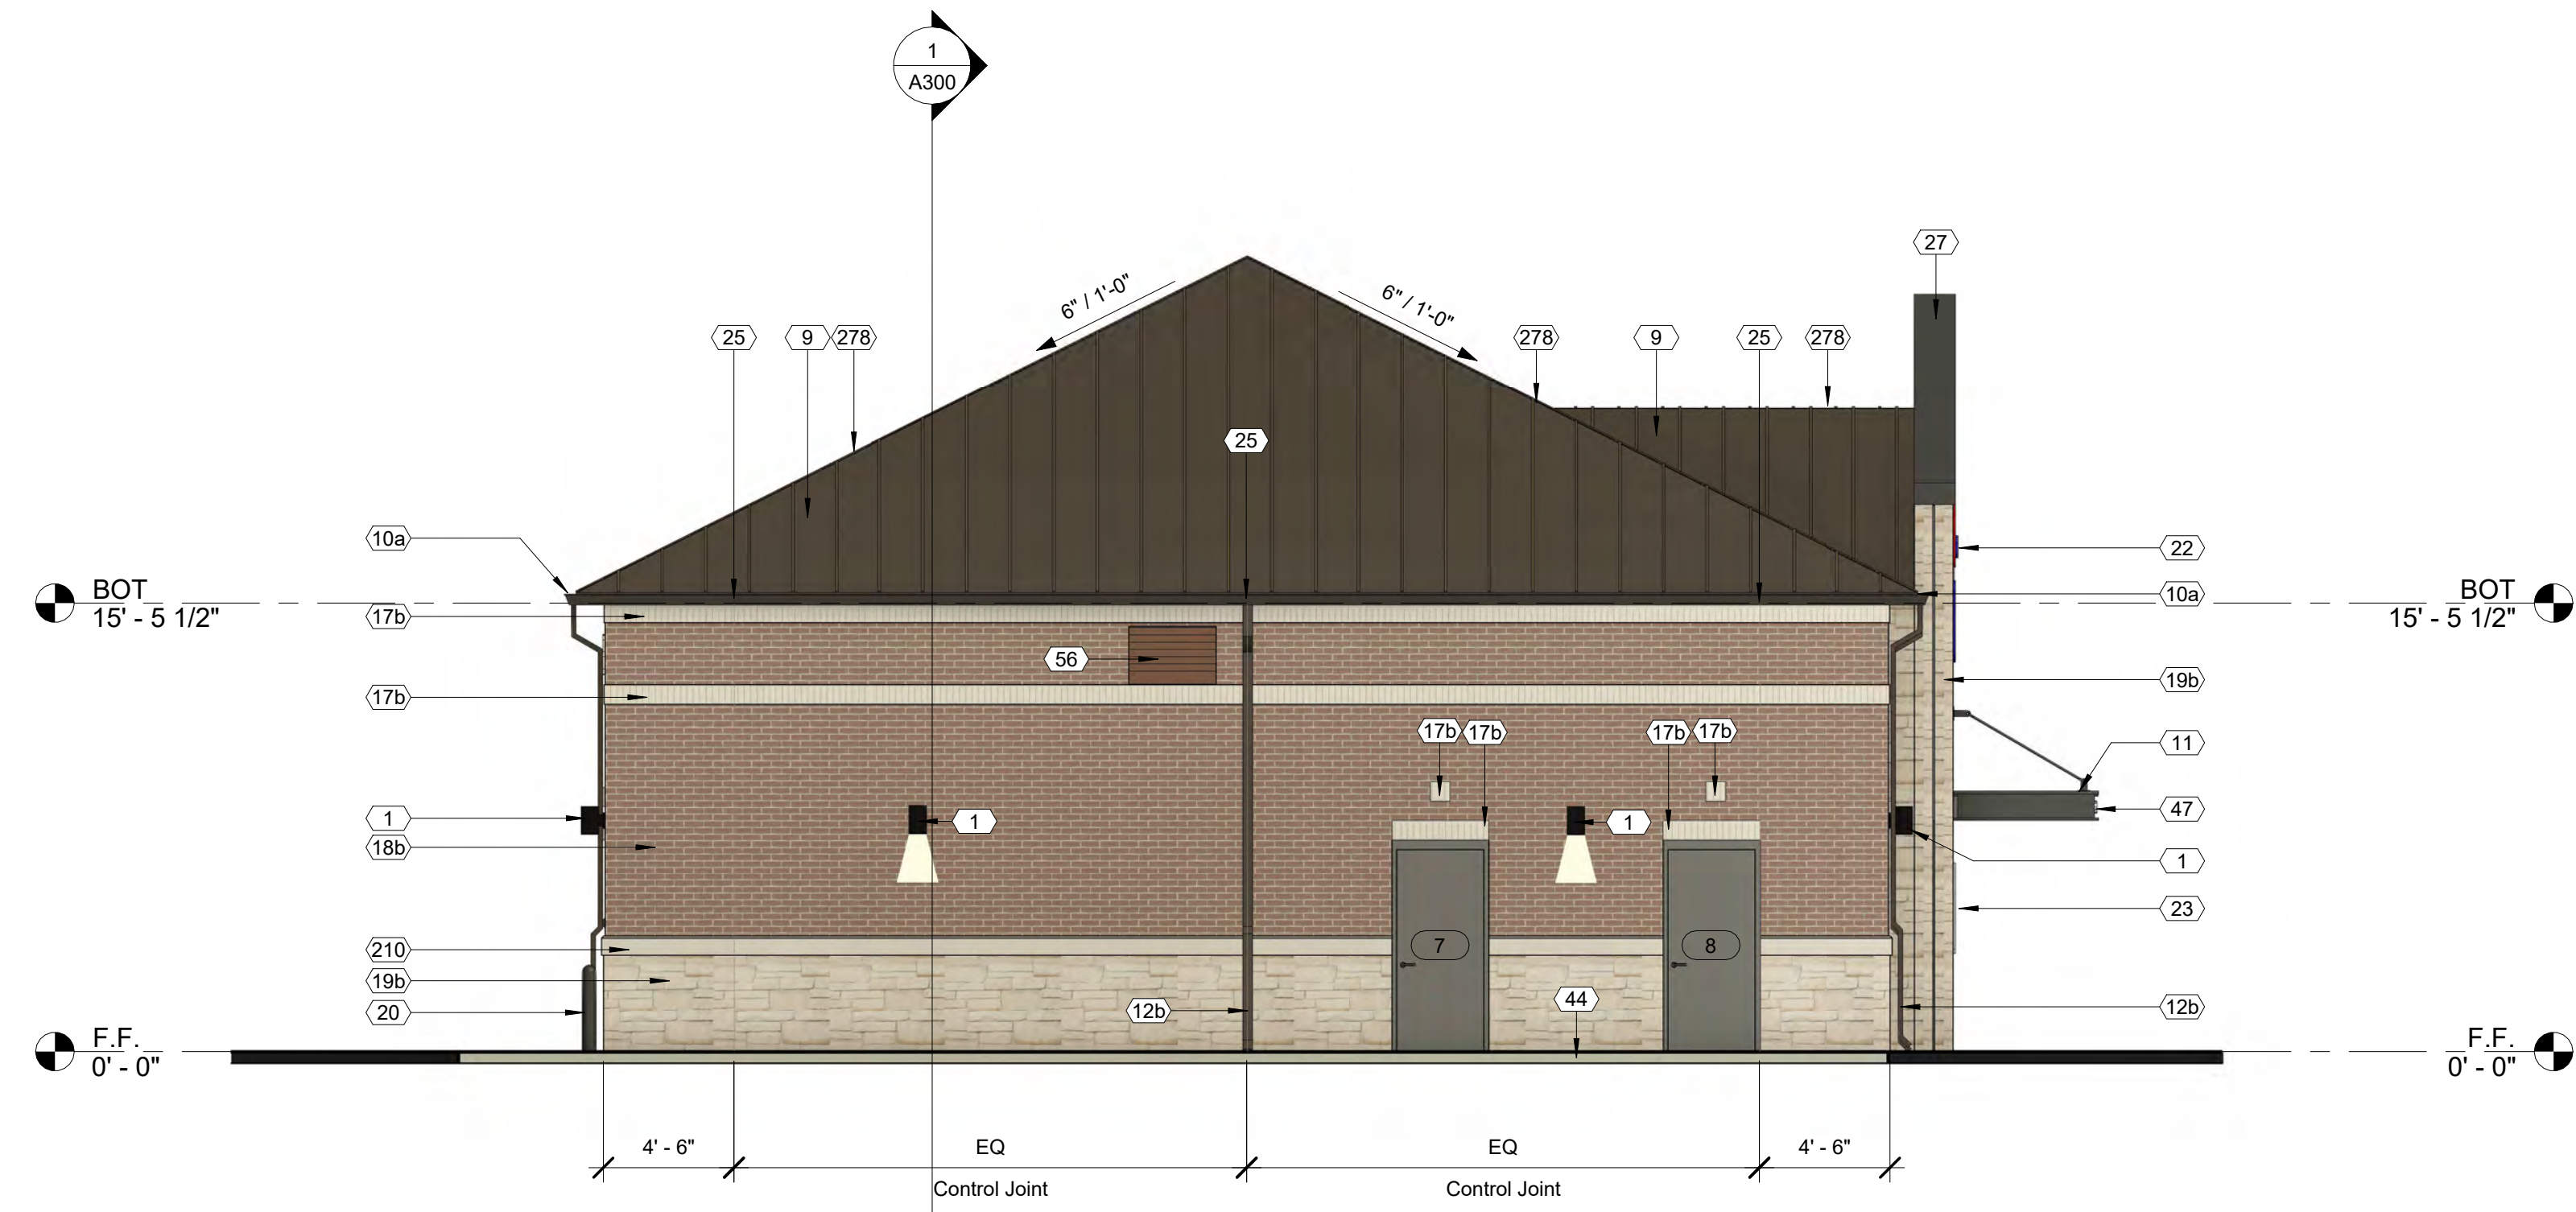 1
A300
27
6" / 1'-0"
6" / 1'-0"
25
9
278
278
9
25
278
25
10a
22
BOT
15' - 5 1/2"
10a
BOT
15' - 5 1/2"
17b
56
19b
17b
17b
17b
17b
17b
11
47
1
1
1
18b
1
23
210
7
8
19b
44
20
12b
12b
F.F.
0' - 0"
F.F.
0' - 0"
4' - 6"
EQ
EQ
4' - 6"
Control Joint
Control Joint